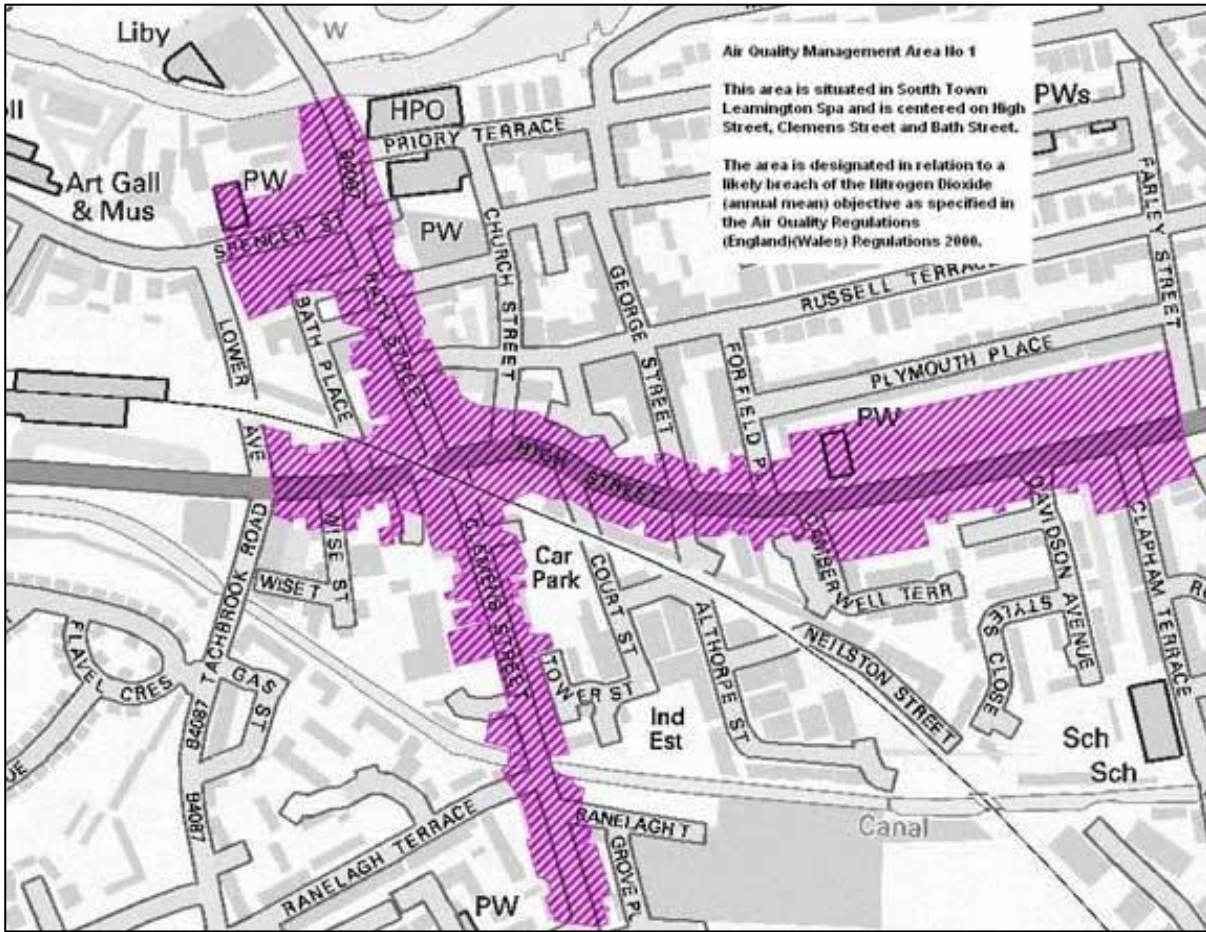 Air Quality Management Area No 1
This area is situated in South Town
Leamington Spa and is centered on High
Street, Clemens Street and Bath Street.
The area is designated in relation to a
likely breach of the Nitrogen Dioxide
(annual mean) objective as specified in
the Air Quality Regulations
(England)(Wales) Regulations 2000.
Liby
W
HPO
PRIORY TERRACE
PWs
Art Gall
& Mus
PW
B4087
SPENCER ST
PW
CHURCH STREET
FARLEY STREET
GEORGE STREET
RUSSELL TERRACE
BATH STREET
BATH PLACE
LOWER AVE
FORFIELD P
PLYMOUTH PLACE
PW
HIGH STREET
WISE ST
WISE T
TACHBROOK ROAD
CLEMENS STREET
Car
Park
COURT ST
CAMBERWELL TERR
DAVIDSON AVENUE
CLAPHAM TERRACE
STYLES CLOSE
ALTHORPE ST
NEILSTON STREET
FLAVEL CRES
GAS ST
TOWER ST
Ind
Est
Sch
Sch
B4087
B4087
RANELAGH TERRACE
RANELAGH T
GROVE PL
Canal
PW